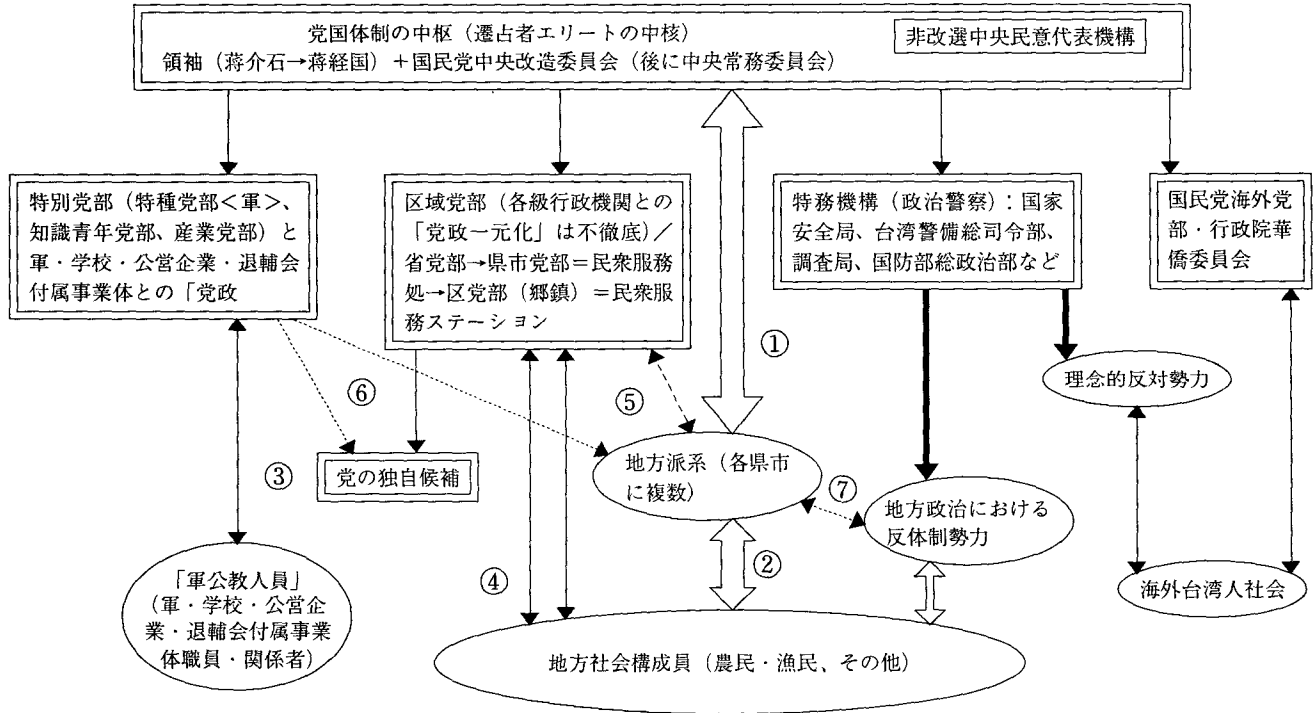 党国体制の中枢（遷占者エリートの中核）
非改選中央民意代表機構
領袖（蒋介石→蒋経国）＋国民党中央改造委員会（後に中央常務委員会）
特別党部（特種党部＜軍＞、
知識青年党部、産業党部）と
軍・学校・公営企業・退輔会
付属事業体との「党政
区域党部（各級行政機関との
「党政一元化」は不徹底）／
省党部→県市党部＝民衆服務
処→区党部（郷鎮）＝民衆服
務ステーション
特務機構（政治警察）：国家
安全局、台湾警備総司令部、
調査局、国防部総政治部など
国民党海外党
部・行政院華
僑委員会
①
理念的反対勢力
⑥
⑤
③
党の独自候補
地方派系（各県市
に複数）
⑦
地方政治における
反体制勢力
②
④
「軍公教人員」
（軍・学校・公営企
業・退輔会付属事業
体職員・関係者）
海外台湾人社会
地方社会構成員（農民・漁民、その他）